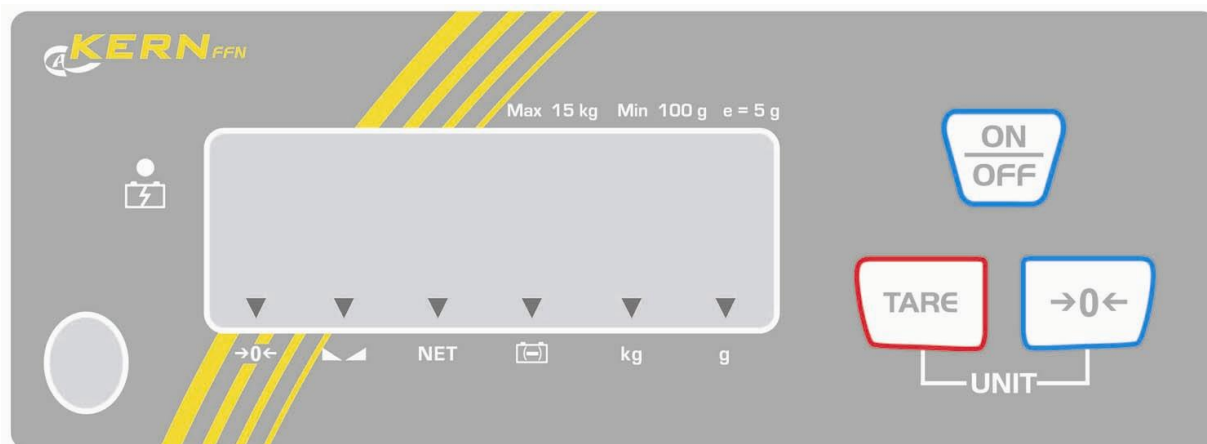 KERN FFN
Max 15 kg Min 100 g e = 5 g
ON
OFF
TARE
→0←
→0←
NET
kg
g
UNIT